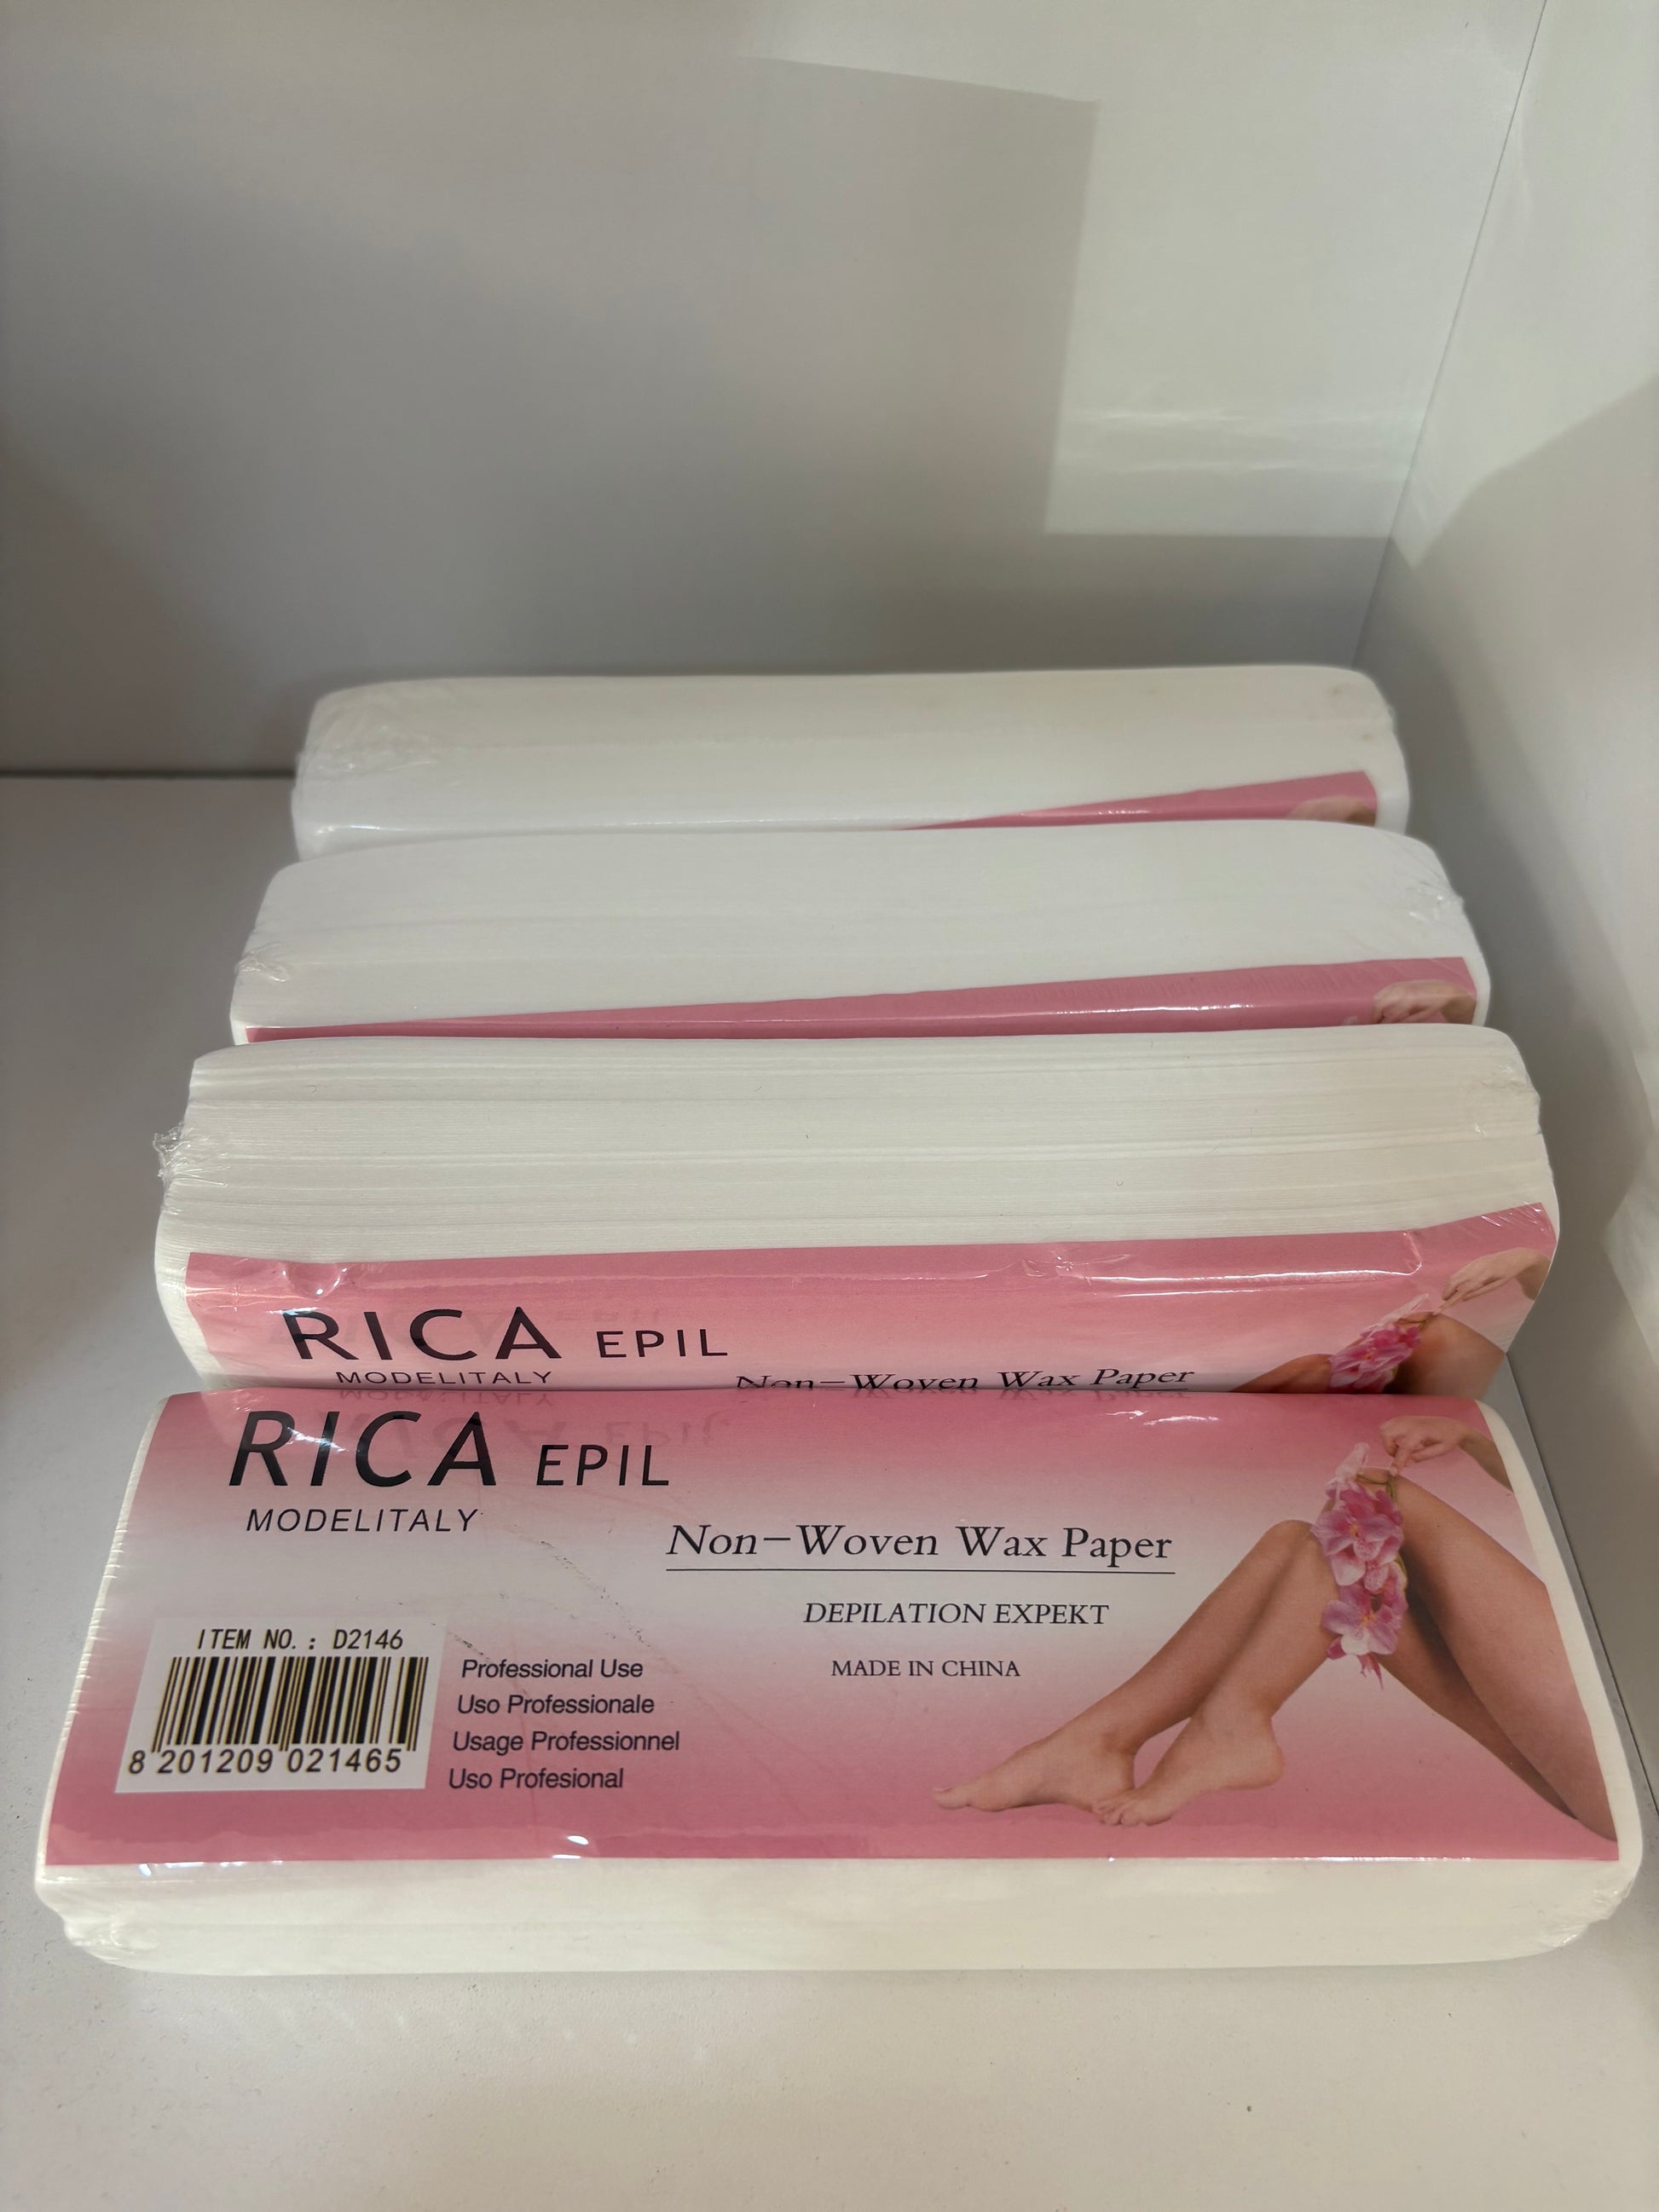 RICA EPIL
MODELITALY
Non-Woven Wax Paper
RICA EPIL
MODELITALY
Non-Woven Wax Paper
DEPILATION EXPEKT
MADE IN CHINA
ITEM NO.: D2146
8 201209 021465
Professional Use
Uso Professionale
Usage Professionnel
Uso Profesional